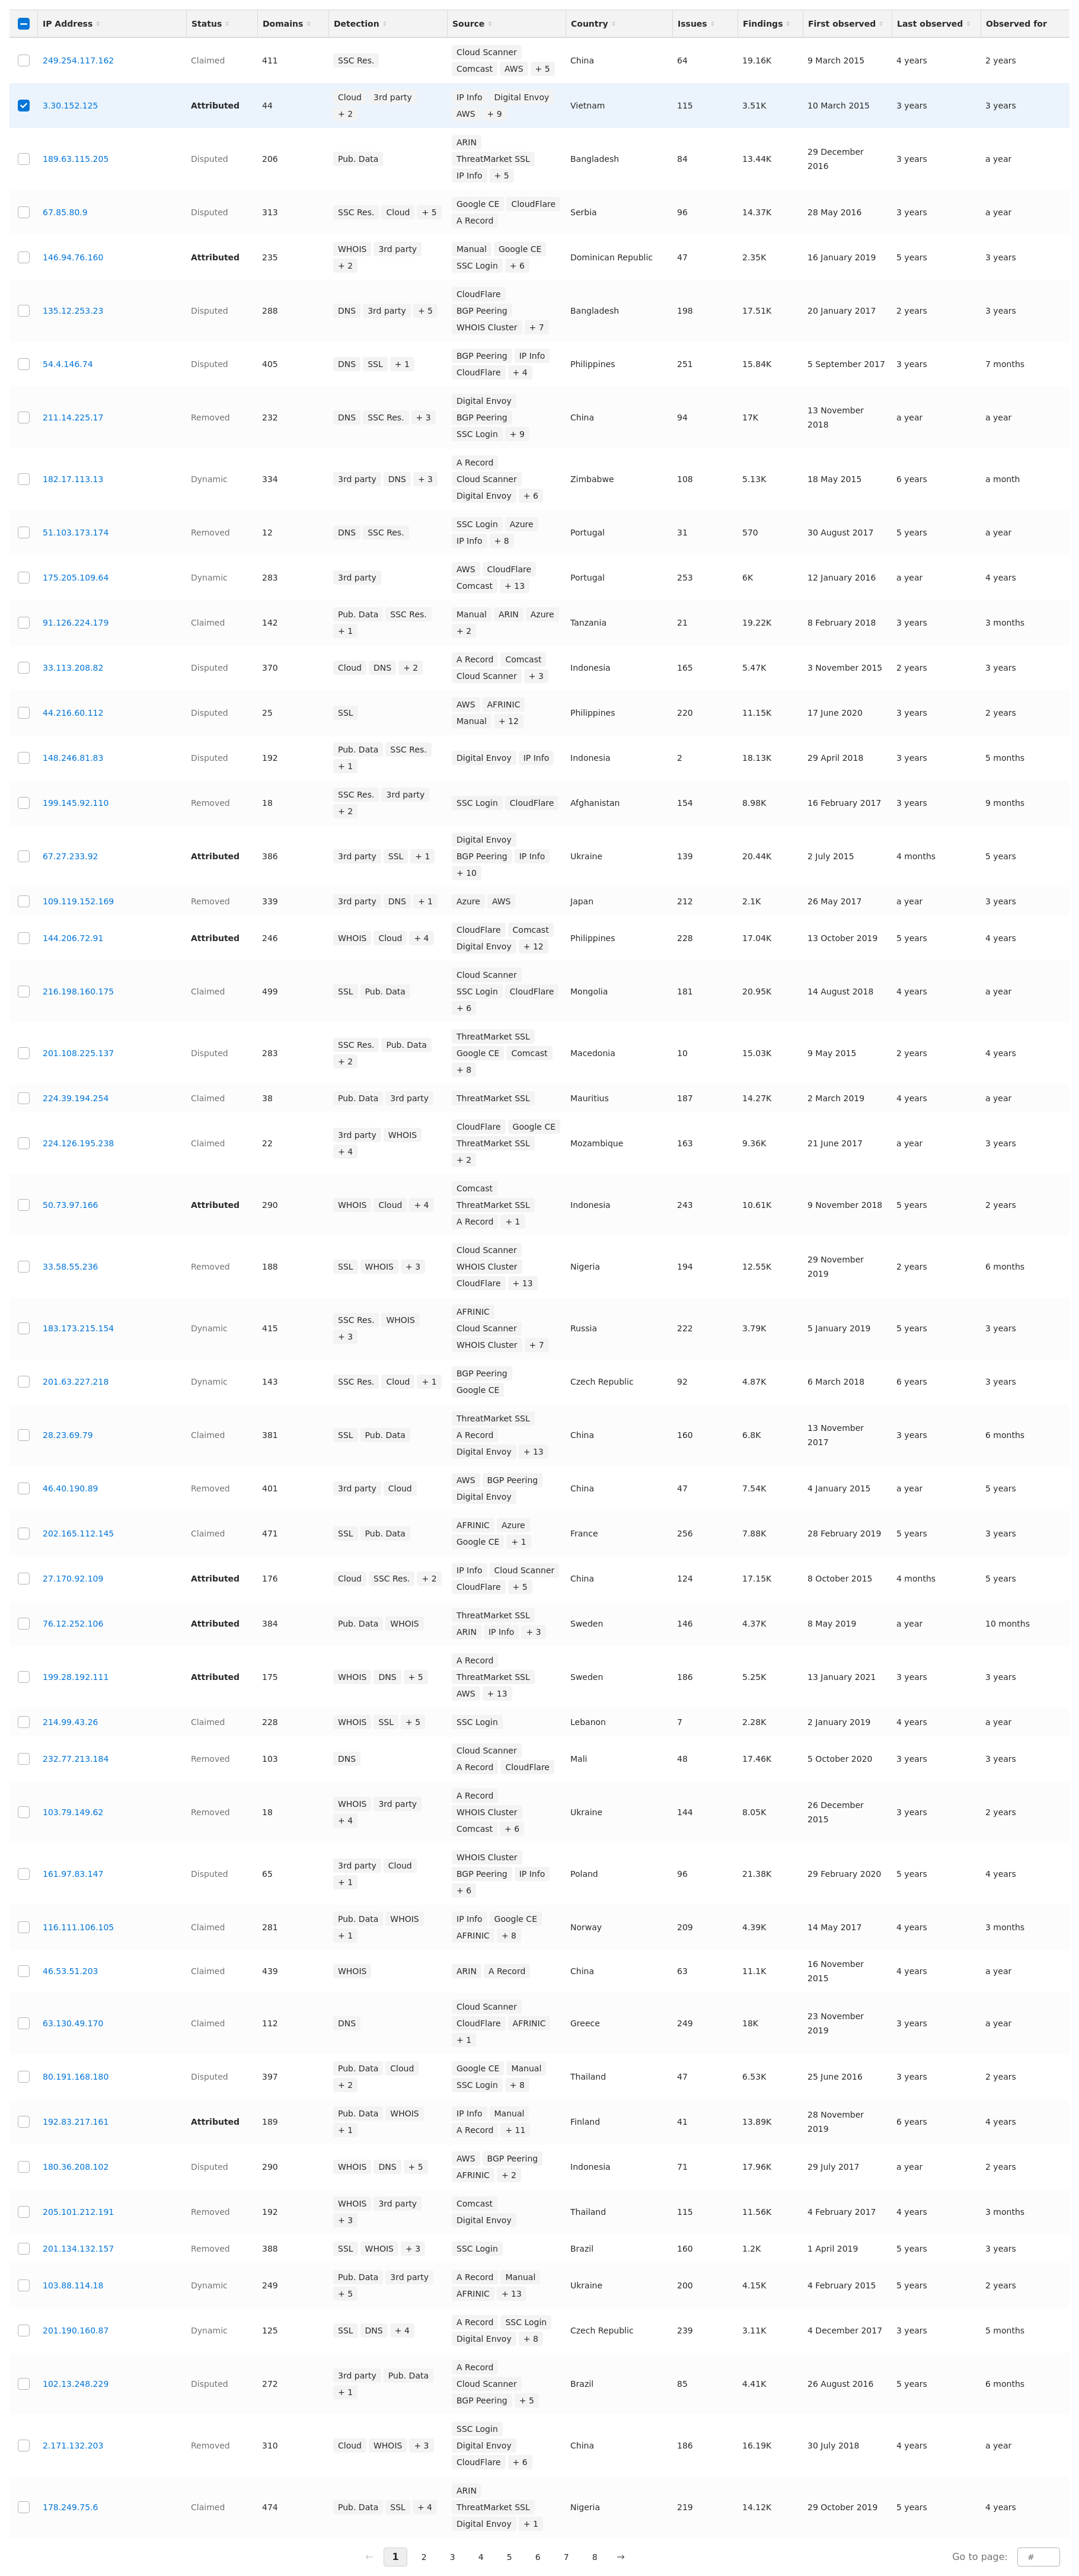 IP Address Status Domains Detection Source Country Issues Findings First observed Last observed Observed for
249.254.117.162 Claimed 411 SSC Res. Cloud Scanner Comcast AWS + 5 China 64 19.16K 9 March 2015 4 years 2 years
3.30.152.125 Attributed 44 Cloud 3rd party + 2 IP Info Digital Envoy AWS + 9 Vietnam 115 3.51K 10 March 2015 3 years 3 years
189.63.115.205 Disputed 206 Pub. Data ARIN ThreatMarket SSL IP Info + 5 Bangladesh 84 13.44K 29 December 2016 3 years a year
67.85.80.9 Disputed 313 SSC Res. Cloud + 5 Google CE CloudFlare A Record Serbia 96 14.37K 28 May 2016 3 years a year
146.94.76.160 Attributed 235 WHOIS 3rd party + 2 Manual Google CE SSC Login + 6 Dominican Republic 47 2.35K 16 January 2019 5 years 3 years
135.12.253.23 Disputed 288 DNS 3rd party + 5 CloudFlare BGP Peering WHOIS Cluster + 7 Bangladesh 198 17.51K 20 January 2017 2 years 3 years
54.4.146.74 Disputed 405 DNS SSL + 1 BGP Peering IP Info CloudFlare + 4 Philippines 251 15.84K 5 September 2017 3 years 7 months
211.14.225.17 Removed 232 DNS SSC Res. + 3 Digital Envoy BGP Peering SSC Login + 9 China 94 17K 13 November 2018 a year a year
182.17.113.13 Dynamic 334 3rd party DNS + 3 A Record Cloud Scanner Digital Envoy + 6 Zimbabwe 108 5.13K 18 May 2015 6 years a month
51.103.173.174 Removed 12 DNS SSC Res. SSC Login Azure IP Info + 8 Portugal 31 570 30 August 2017 5 years a year
175.205.109.64 Dynamic 283 3rd party AWS CloudFlare Comcast + 13 Portugal 253 6K 12 January 2016 a year 4 years
91.126.224.179 Claimed 142 Pub. Data SSC Res. + 1 Manual ARIN Azure + 2 Tanzania 21 19.22K 8 February 2018 3 years 3 months
33.113.208.82 Disputed 370 Cloud DNS + 2 A Record Comcast Cloud Scanner + 3 Indonesia 165 5.47K 3 November 2015 2 years 3 years
44.216.60.112 Disputed 25 SSL AWS AFRINIC Manual + 12 Philippines 220 11.15K 17 June 2020 3 years 2 years
148.246.81.83 Disputed 192 Pub. Data SSC Res. + 1 Digital Envoy IP Info Indonesia 2 18.13K 29 April 2018 3 years 5 months
199.145.92.110 Removed 18 SSC Res. 3rd party + 2 SSC Login CloudFlare Afghanistan 154 8.98K 16 February 2017 3 years 9 months
67.27.233.92 Attributed 386 3rd party SSL + 1 Digital Envoy BGP Peering IP Info + 10 Ukraine 139 20.44K 2 July 2015 4 months 5 years
109.119.152.169 Removed 339 3rd party DNS + 1 Azure AWS Japan 212 2.1K 26 May 2017 a year 3 years
144.206.72.91 Attributed 246 WHOIS Cloud + 4 CloudFlare Comcast Digital Envoy + 12 Philippines 228 17.04K 13 October 2019 5 years 4 years
216.198.160.175 Claimed 499 SSL Pub. Data Cloud Scanner SSC Login CloudFlare + 6 Mongolia 181 20.95K 14 August 2018 4 years a year
201.108.225.137 Disputed 283 SSC Res. Pub. Data + 2 ThreatMarket SSL Google CE Comcast + 8 Macedonia 10 15.03K 9 May 2015 2 years 4 years
224.39.194.254 Claimed 38 Pub. Data 3rd party ThreatMarket SSL Mauritius 187 14.27K 2 March 2019 4 years a year
224.126.195.238 Claimed 22 3rd party WHOIS + 4 CloudFlare Google CE ThreatMarket SSL + 2 Mozambique 163 9.36K 21 June 2017 a year 3 years
50.73.97.166 Attributed 290 WHOIS Cloud + 4 Comcast ThreatMarket SSL A Record + 1 Indonesia 243 10.61K 9 November 2018 5 years 2 years
33.58.55.236 Removed 188 SSL WHOIS + 3 Cloud Scanner WHOIS Cluster CloudFlare + 13 Nigeria 194 12.55K 29 November 2019 2 years 6 months
183.173.215.154 Dynamic 415 SSC Res. WHOIS + 3 AFRINIC Cloud Scanner WHOIS Cluster + 7 Russia 222 3.79K 5 January 2019 5 years 3 years
201.63.227.218 Dynamic 143 SSC Res. Cloud + 1 BGP Peering Google CE Czech Republic 92 4.87K 6 March 2018 6 years 3 years
28.23.69.79 Claimed 381 SSL Pub. Data ThreatMarket SSL A Record Digital Envoy + 13 China 160 6.8K 13 November 2017 3 years 6 months
46.40.190.89 Removed 401 3rd party Cloud AWS BGP Peering Digital Envoy China 47 7.54K 4 January 2015 a year 5 years
202.165.112.145 Claimed 471 SSL Pub. Data AFRINIC Azure Google CE + 1 France 256 7.88K 28 February 2019 5 years 3 years
27.170.92.109 Attributed 176 Cloud SSC Res. + 2 IP Info Cloud Scanner CloudFlare + 5 China 124 17.15K 8 October 2015 4 months 5 years
76.12.252.106 Attributed 384 Pub. Data WHOIS ThreatMarket SSL ARIN IP Info + 3 Sweden 146 4.37K 8 May 2019 a year 10 months
199.28.192.111 Attributed 175 WHOIS DNS + 5 A Record ThreatMarket SSL AWS + 13 Sweden 186 5.25K 13 January 2021 3 years 3 years
214.99.43.26 Claimed 228 WHOIS SSL + 5 SSC Login Lebanon 7 2.28K 2 January 2019 4 years a year
232.77.213.184 Removed 103 DNS Cloud Scanner A Record CloudFlare Mali 48 17.46K 5 October 2020 3 years 3 years
103.79.149.62 Removed 18 WHOIS 3rd party + 4 A Record WHOIS Cluster Comcast + 6 Ukraine 144 8.05K 26 December 2015 3 years 2 years
161.97.83.147 Disputed 65 3rd party Cloud + 1 WHOIS Cluster BGP Peering IP Info + 6 Poland 96 21.38K 29 February 2020 5 years 4 years
116.111.106.105 Claimed 281 Pub. Data WHOIS + 1 IP Info Google CE AFRINIC + 8 Norway 209 4.39K 14 May 2017 4 years 3 months
46.53.51.203 Claimed 439 WHOIS ARIN A Record China 63 11.1K 16 November 2015 4 years a year
63.130.49.170 Claimed 112 DNS Cloud Scanner CloudFlare AFRINIC + 1 Greece 249 18K 23 November 2019 3 years a year
80.191.168.180 Disputed 397 Pub. Data Cloud + 2 Google CE Manual SSC Login + 8 Thailand 47 6.53K 25 June 2016 3 years 2 years
192.83.217.161 Attributed 189 Pub. Data WHOIS + 1 IP Info Manual A Record + 11 Finland 41 13.89K 28 November 2019 6 years 4 years
180.36.208.102 Disputed 290 WHOIS DNS + 5 AWS BGP Peering AFRINIC + 2 Indonesia 71 17.96K 29 July 2017 a year 2 years
205.101.212.191 Removed 192 WHOIS 3rd party + 3 Comcast Digital Envoy Thailand 115 11.56K 4 February 2017 4 years 3 months
201.134.132.157 Removed 388 SSL WHOIS + 3 SSC Login Brazil 160 1.2K 1 April 2019 5 years 3 years
103.88.114.18 Dynamic 249 Pub. Data 3rd party + 5 A Record Manual AFRINIC + 13 Ukraine 200 4.15K 4 February 2015 5 years 2 years
201.190.160.87 Dynamic 125 SSL DNS + 4 A Record SSC Login Digital Envoy + 8 Czech Republic 239 3.11K 4 December 2017 3 years 5 months
102.13.248.229 Disputed 272 3rd party Pub. Data + 1 A Record Cloud Scanner BGP Peering + 5 Brazil 85 4.41K 26 August 2016 5 years 6 months
2.171.132.203 Removed 310 Cloud WHOIS + 3 SSC Login Digital Envoy CloudFlare + 6 China 186 16.19K 30 July 2018 4 years a year
178.249.75.6 Claimed 474 Pub. Data SSL + 4 ARIN ThreatMarket SSL Digital Envoy + 1 Nigeria 219 14.12K 29 October 2019 5 years 4 years
← 1 2 3 4 5 6 7 8 → Go to page: #